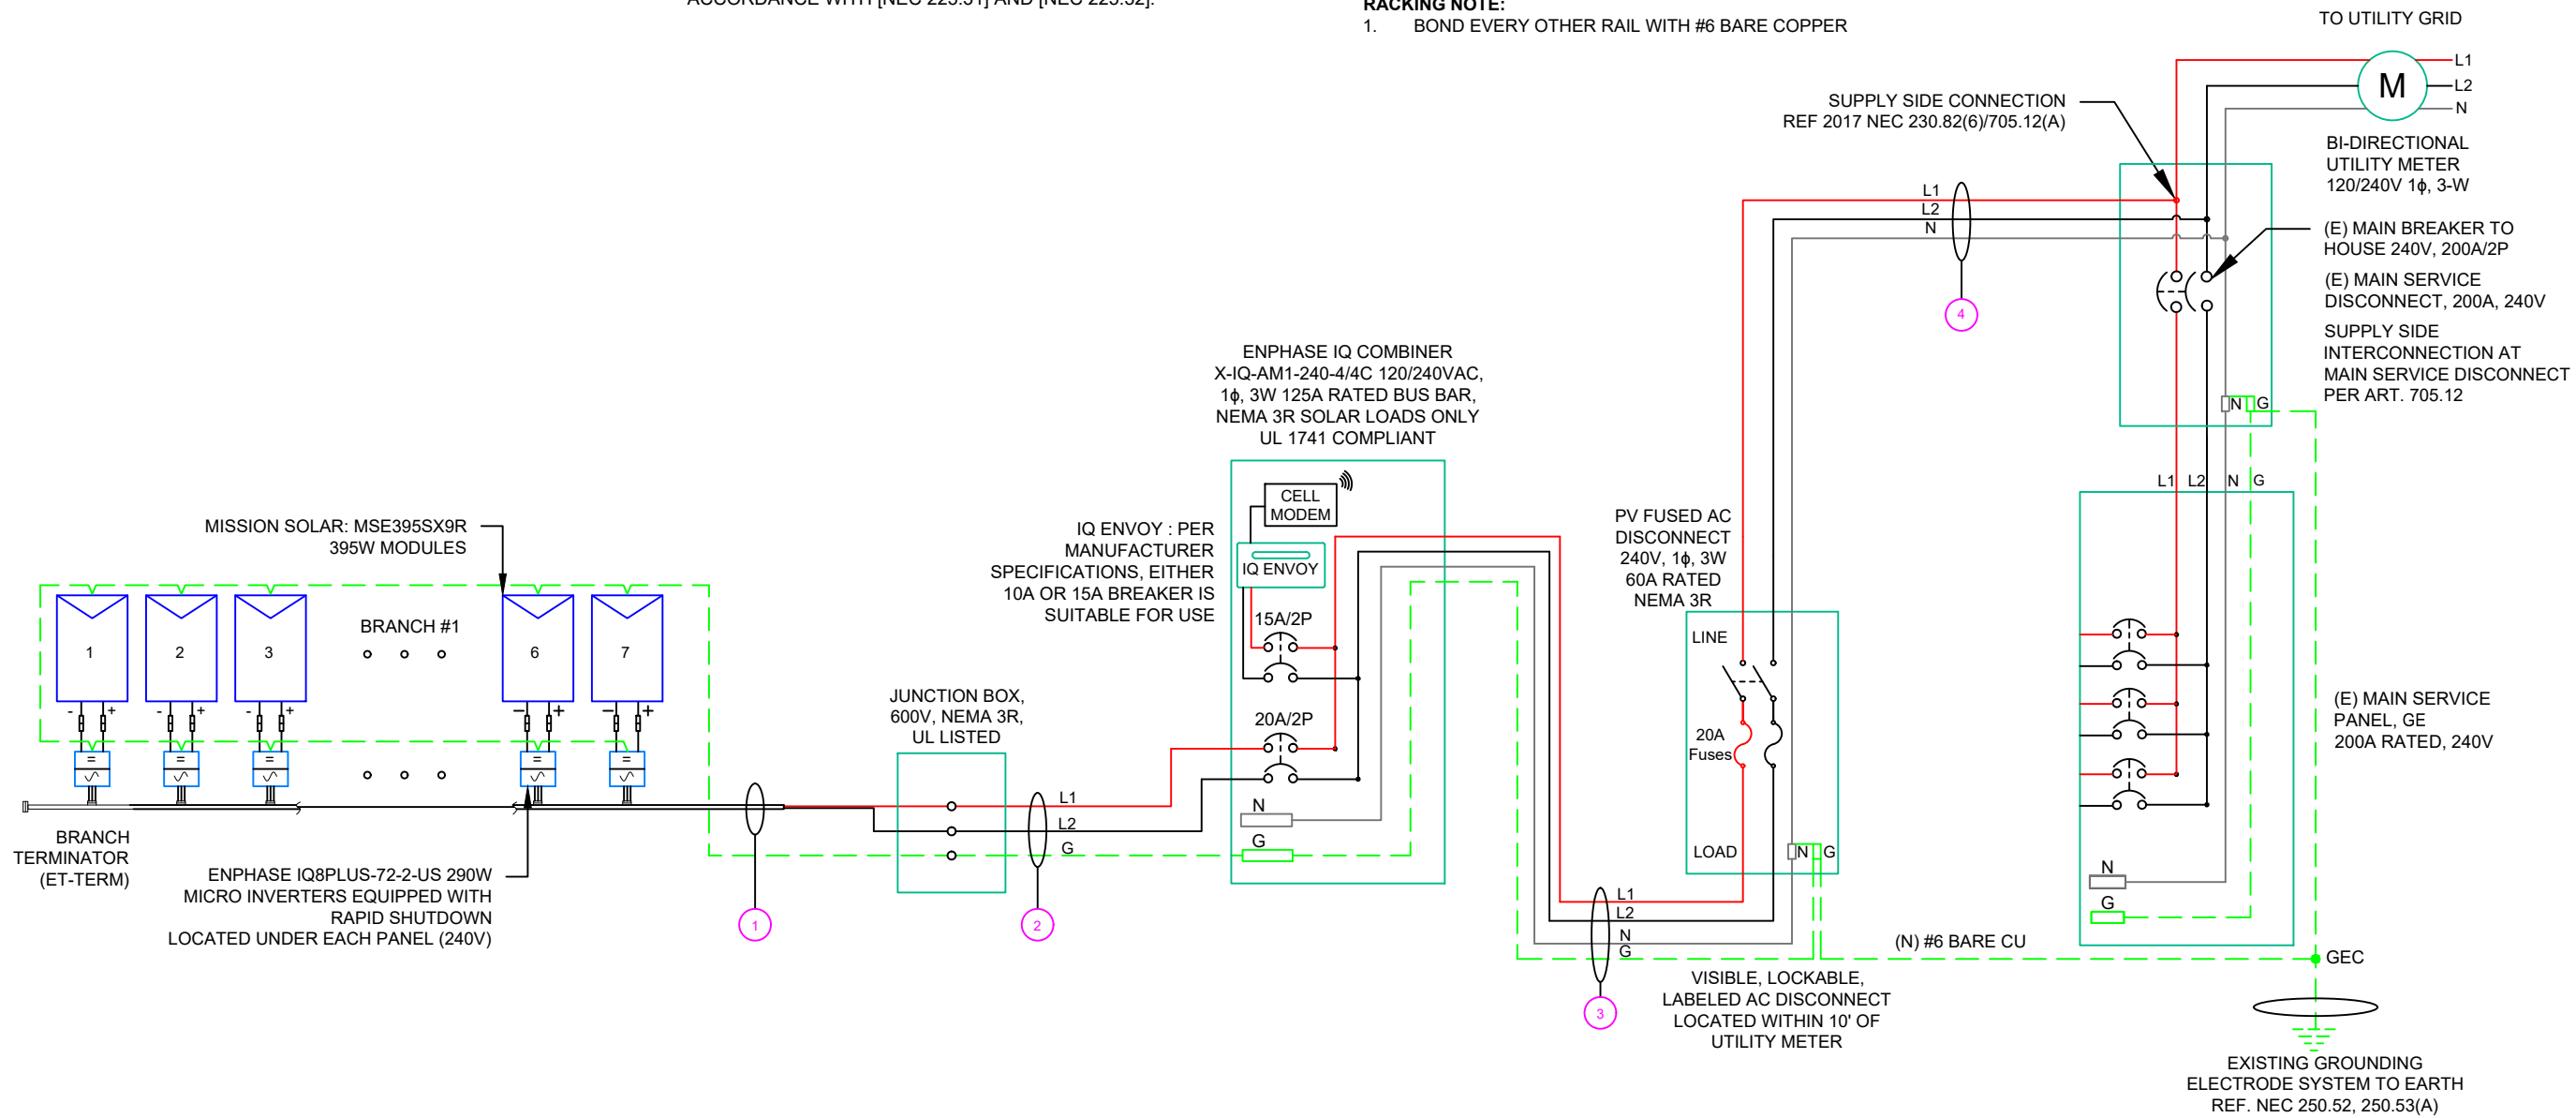 ACCORDANCE WITH [NEC 225.31] AND [NEC 225.32].
RACKING NOTE:
1. BOND EVERY OTHER RAIL WITH #6 BARE COPPER
TO UTILITY GRID
L1
L2
N
M
SUPPLY SIDE CONNECTION
REF 2017 NEC 230.82(6)/705.12(A)
BI-DIRECTIONAL
UTILITY METER
120/240V 1ϕ, 3-W
(E) MAIN BREAKER TO
HOUSE 240V, 200A/2P
(E) MAIN SERVICE
DISCONNECT, 200A, 240V
SUPPLY SIDE
INTERCONNECTION AT
MAIN SERVICE DISCONNECT
PER ART. 705.12
L1
L2
N
4
N G
L1 L2 N G
ENPHASE IQ COMBINER
X-IQ-AM1-240-4/4C 120/240VAC,
1ϕ, 3W 125A RATED BUS BAR,
NEMA 3R SOLAR LOADS ONLY
UL 1741 COMPLIANT
CELL
MODEM
IQ ENVOY
IQ ENVOY : PER
MANUFACTURER
SPECIFICATIONS, EITHER
10A OR 15A BREAKER IS
SUITABLE FOR USE
15A/2P
20A/2P
N
G
PV FUSED AC
DISCONNECT
240V, 1ϕ, 3W
60A RATED
NEMA 3R
LINE
20A
Fuses
LOAD
N G
MISSION SOLAR: MSE395SX9R
395W MODULES
1
2
3
BRANCH #1
6
7
- +
- +
- +
- +
- +
=
=
=
=
=
BRANCH
TERMINATOR
(ET-TERM)
ENPHASE IQ8PLUS-72-2-US 290W
MICRO INVERTERS EQUIPPED WITH
RAPID SHUTDOWN
LOCATED UNDER EACH PANEL (240V)
1
JUNCTION BOX,
600V, NEMA 3R,
UL LISTED
L1
L2
G
2
L1
L2
N
G
3
VISIBLE, LOCKABLE,
LABELED AC DISCONNECT
LOCATED WITHIN 10' OF
UTILITY METER
(N) #6 BARE CU
N
G
(E) MAIN SERVICE
PANEL, GE
200A RATED, 240V
GEC
EXISTING GROUNDING
ELECTRODE SYSTEM TO EARTH
REF. NEC 250.52, 250.53(A)